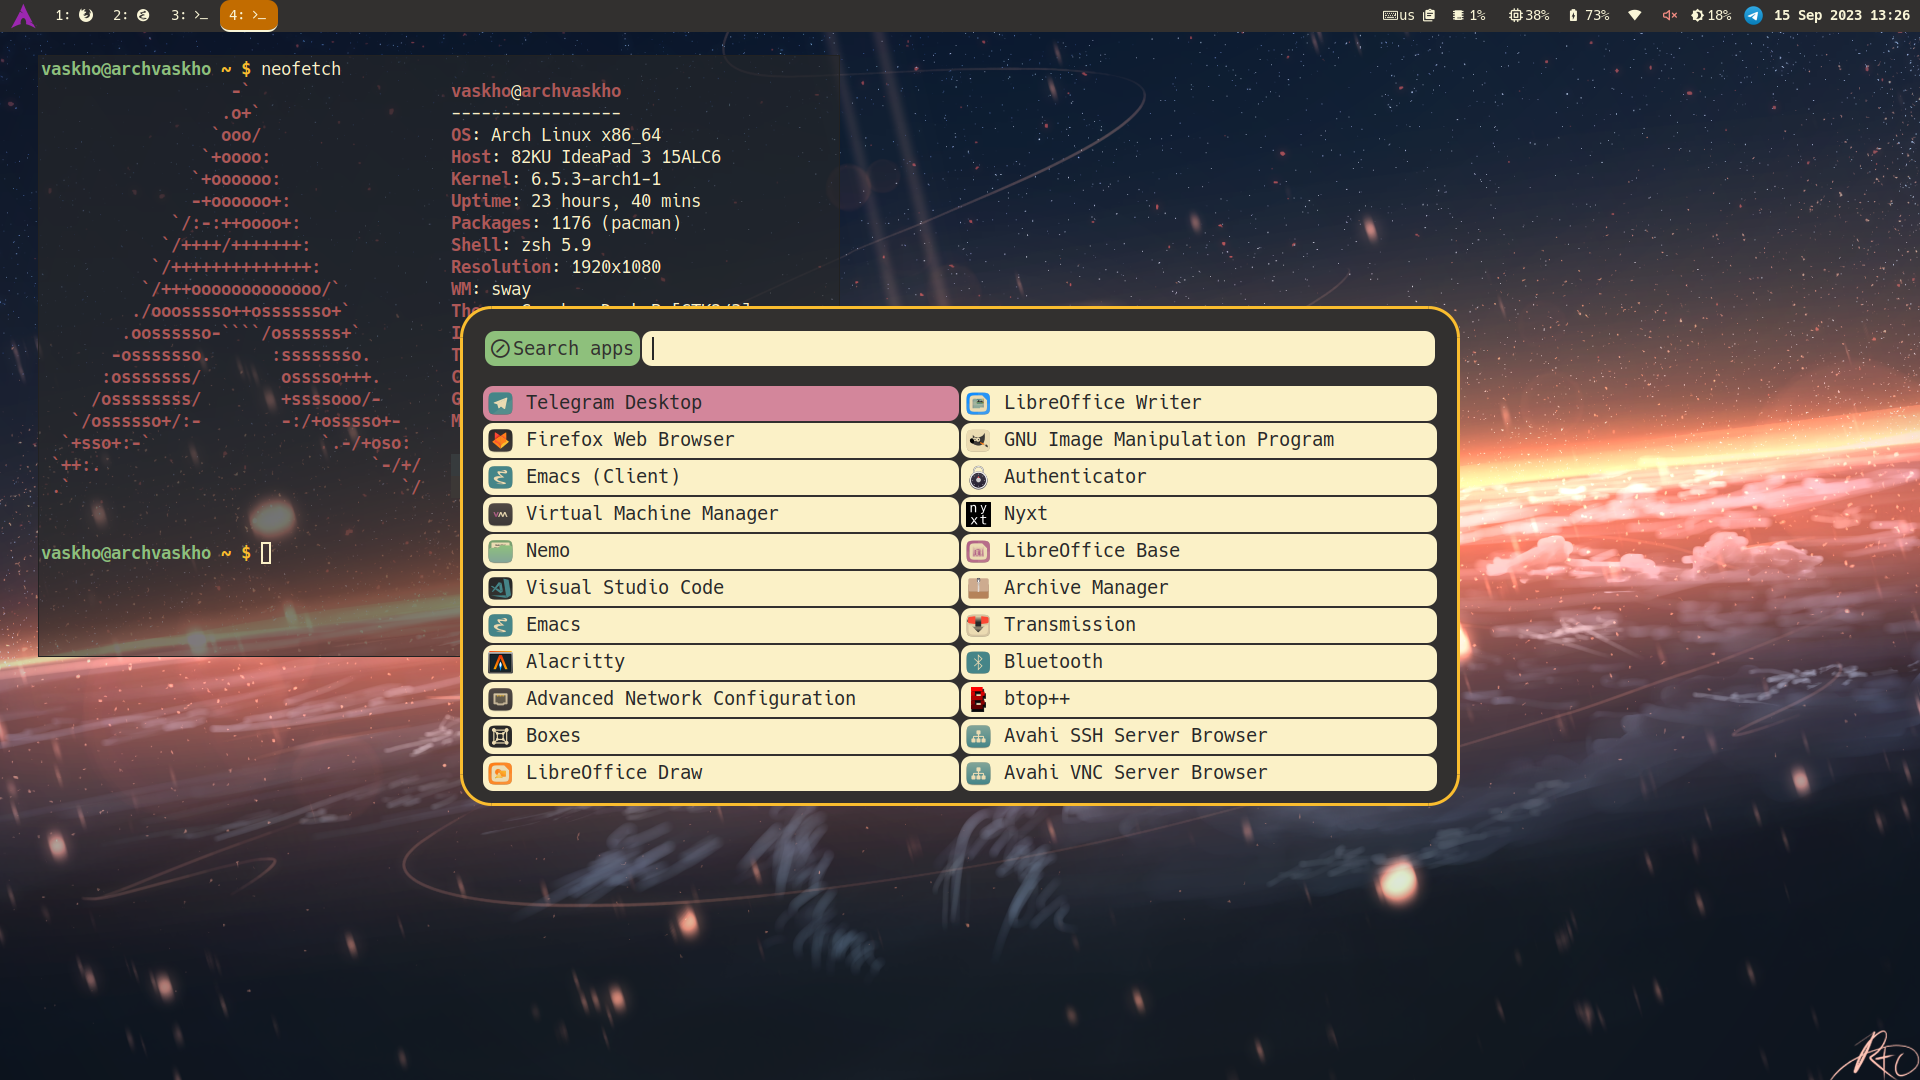 1: 2: 3: >_ 4: >_ us 1% 38% 73% 18% 15 Sep 2023 13:26
vaskho@archvaskho ~ $ neofetch
-`
.o+`
`ooo/
`+oooo:
`+oooooo:
-+oooooo+:
`/:-:++oooo+:
`/++++/+++++++:
`/++++++++++++++:
`/+++ooooooooooooo/`
./ooosssso++osssssso+`
.oossssso-````/ossssss+`
-osssssso. :ssssssso.
:osssssss/ osssso+++.
/ossssssss/ +ssssooo/-
`/ossssso+/:- -:/+osssso+-
`+sso+:-` `.-/+oso:
`++:. `-/+/
.` `/
vaskho@archvaskho
-----------------
OS: Arch Linux x86_64
Host: 82KU IdeaPad 3 15ALC6
Kernel: 6.5.3-arch1-1
Uptime: 23 hours, 40 mins
Packages: 1176 (pacman)
Shell: zsh 5.9
Resolution: 1920x1080
WM: sway
vaskho@archvaskho ~ $
Search apps
Telegram Desktop
Firefox Web Browser
Emacs (Client)
Virtual Machine Manager
Nemo
Visual Studio Code
Emacs
Alacritty
Advanced Network Configuration
Boxes
LibreOffice Draw
LibreOffice Writer
GNU Image Manipulation Program
Authenticator
nyxt Nyxt
LibreOffice Base
Archive Manager
Transmission
Bluetooth
B btop++
Avahi SSH Server Browser
Avahi VNC Server Browser